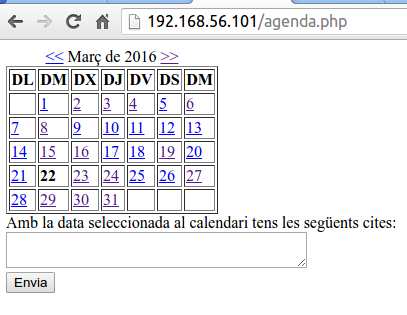 192.168.56.101/agenda.php
<< Març de 2016 >>
DL DM DX DJ DV DS DM
1 2 3 4 5 6
7 8 9 10 11 12 13
14 15 16 17 18 19 20
21 22 23 24 25 26 27
28 29 30 31
Amb la data seleccionada al calendari tens les següents cites:
Envia